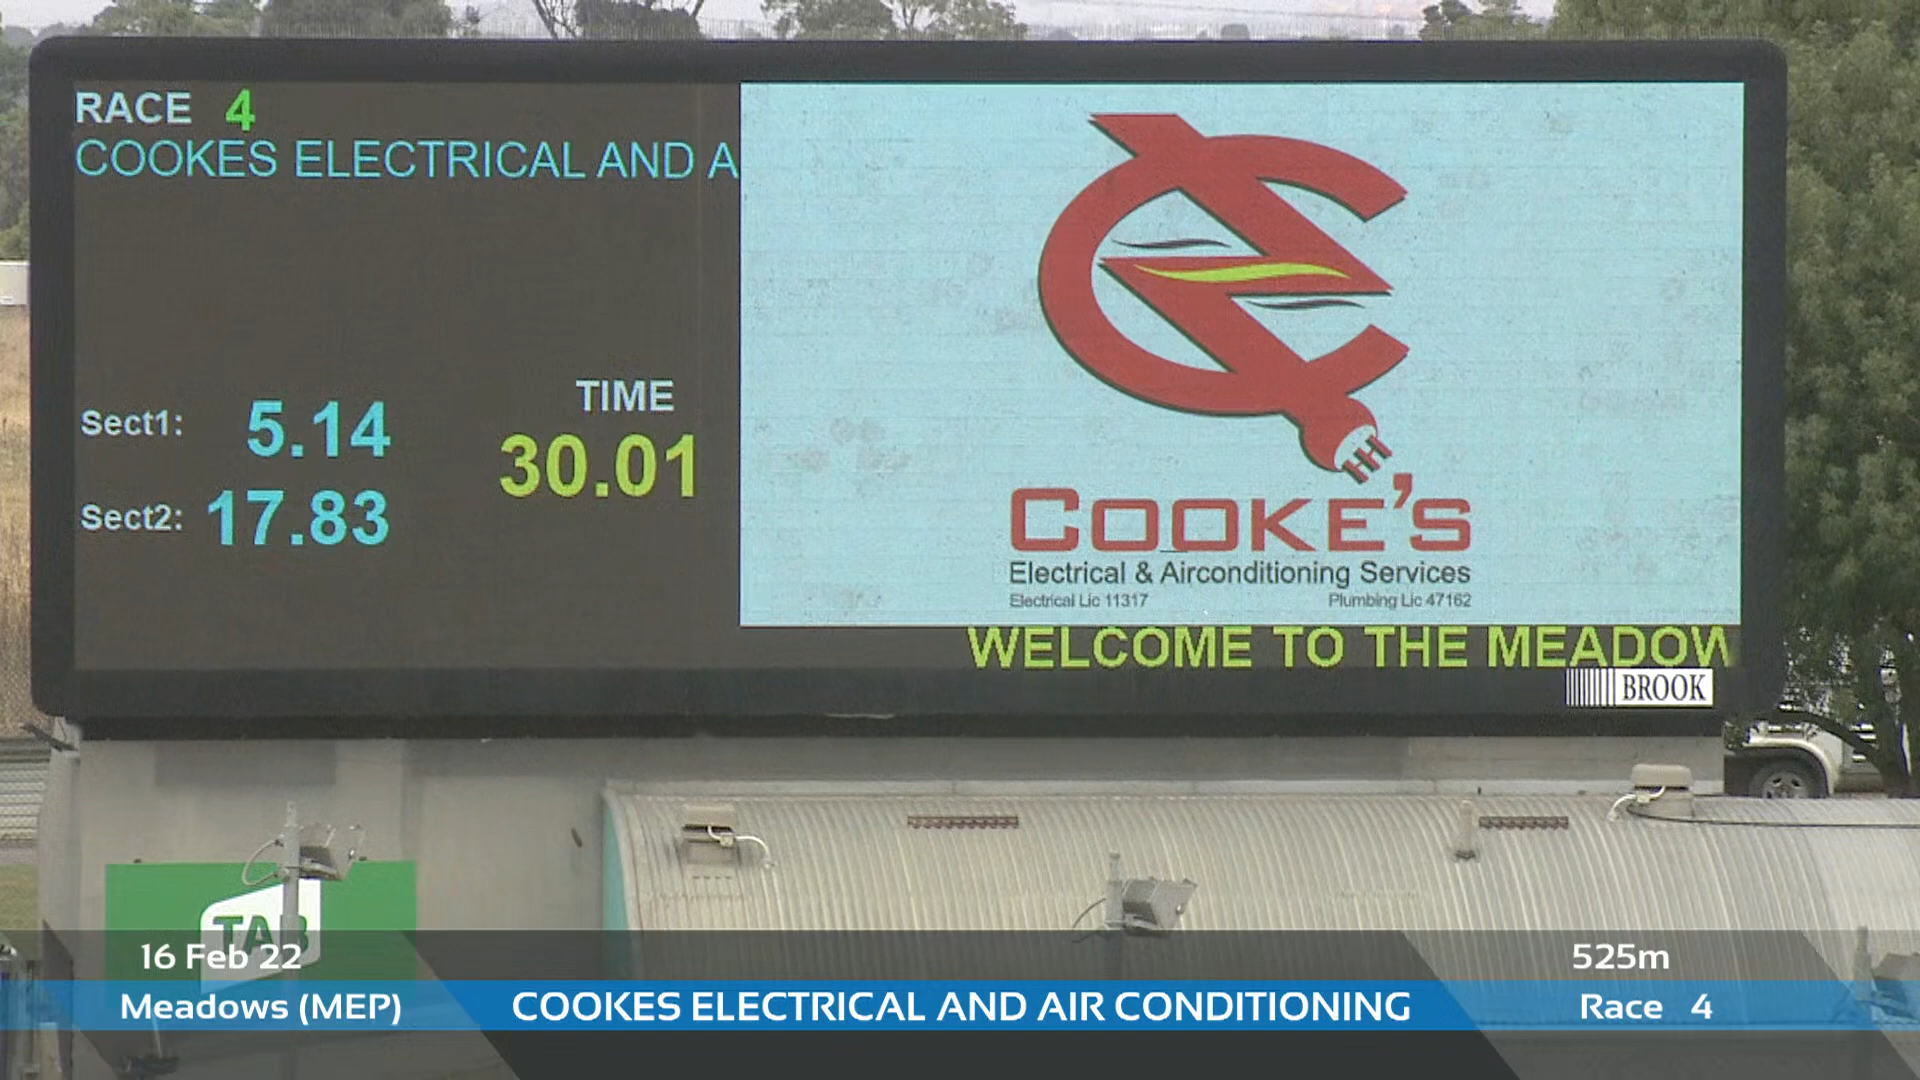 RACE 4
COOKES ELECTRICAL AND A
Sect1: 5.14
Sect2: 17.83
TIME
30.01
COOKE'S
Electrical & Airconditioning Services
Electrical Lic 11317 Plumbing Lic 47162
WELCOME TO THE MEADOW
BROOK
TAB
16 Feb 22
Meadows (MEP)
COOKES ELECTRICAL AND AIR CONDITIONING
525m
Race 4